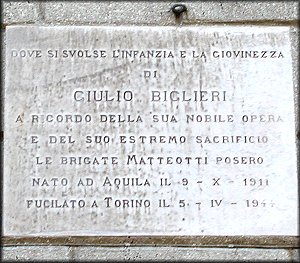 DOVE SI SVOLSE L'INFANZIA E LA GIOVINEZZA
DI
GIULIO BIGLIERI
A RICORDO DELLA SUA NOBILE OPERA
E DEL SUO ESTREMO SACRIFICIO
LE BRIGATE MATTEOTTI POSERO
NATO AD AQUILA IL 9 - X - 1911
FUCILATO A TORINO IL 5 - IV - 1944